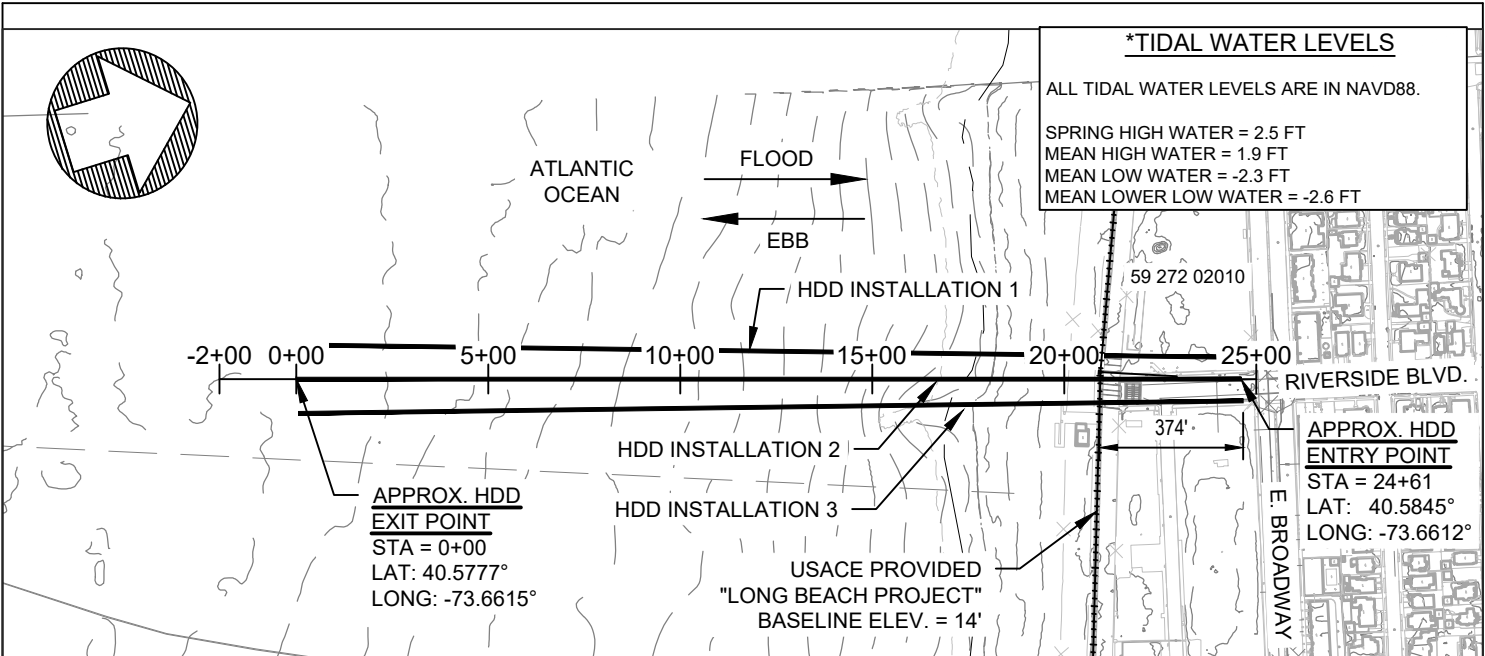 *TIDAL WATER LEVELS
ALL TIDAL WATER LEVELS ARE IN NAVD88.
SPRING HIGH WATER = 2.5 FT
MEAN HIGH WATER = 1.9 FT
MEAN LOW WATER = -2.3 FT
MEAN LOWER LOW WATER = -2.6 FT
ATLANTIC
OCEAN
FLOOD
EBB
59 272 02010
HDD INSTALLATION 1
-2+00 0+00 5+00 10+00 15+00 20+00 25+00
RIVERSIDE BLVD.
HDD INSTALLATION 2
374'
HDD INSTALLATION 3
APPROX. HDD
EXIT POINT
STA = 0+00
LAT: 40.5777°
LONG: -73.6615°
USACE PROVIDED
"LONG BEACH PROJECT"
BASELINE ELEV. = 14'
E. BROADWAY
APPROX. HDD
ENTRY POINT
STA = 24+61
LAT: 40.5845°
LONG: -73.6612°